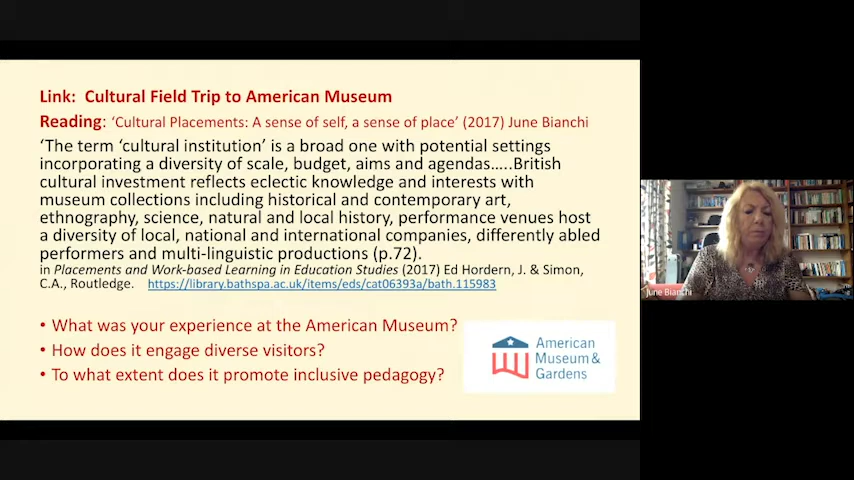 Link:  Cultural Field Trip to American Museum
Reading: ‘Cultural Placements: A sense of self, a sense of place’ (2017) June Bianchi
‘The term ‘cultural institution’ is a broad one with potential settings
incorporating a diversity of scale, budget, aims and agendas…..British
cultural investment reflects eclectic knowledge and interests with
museum collections including historical and contemporary art,
ethnography, science, natural and local history, performance venues host
a diversity of local, national and international companies, differently abled
performers and multi-linguistic productions (p.72).
in Placements and Work-based Learning in Education Studies (2017) Ed Hordern, J. & Simon,
C.A., Routledge.   https://library.bathspa.ac.uk/items/eds/cat06393a/bath.115983
• What was your experience at the American Museum?
• How does it engage diverse visitors?
• To what extent does it promote inclusive pedagogy?
American
Museum &
Gardens
June Bianchi